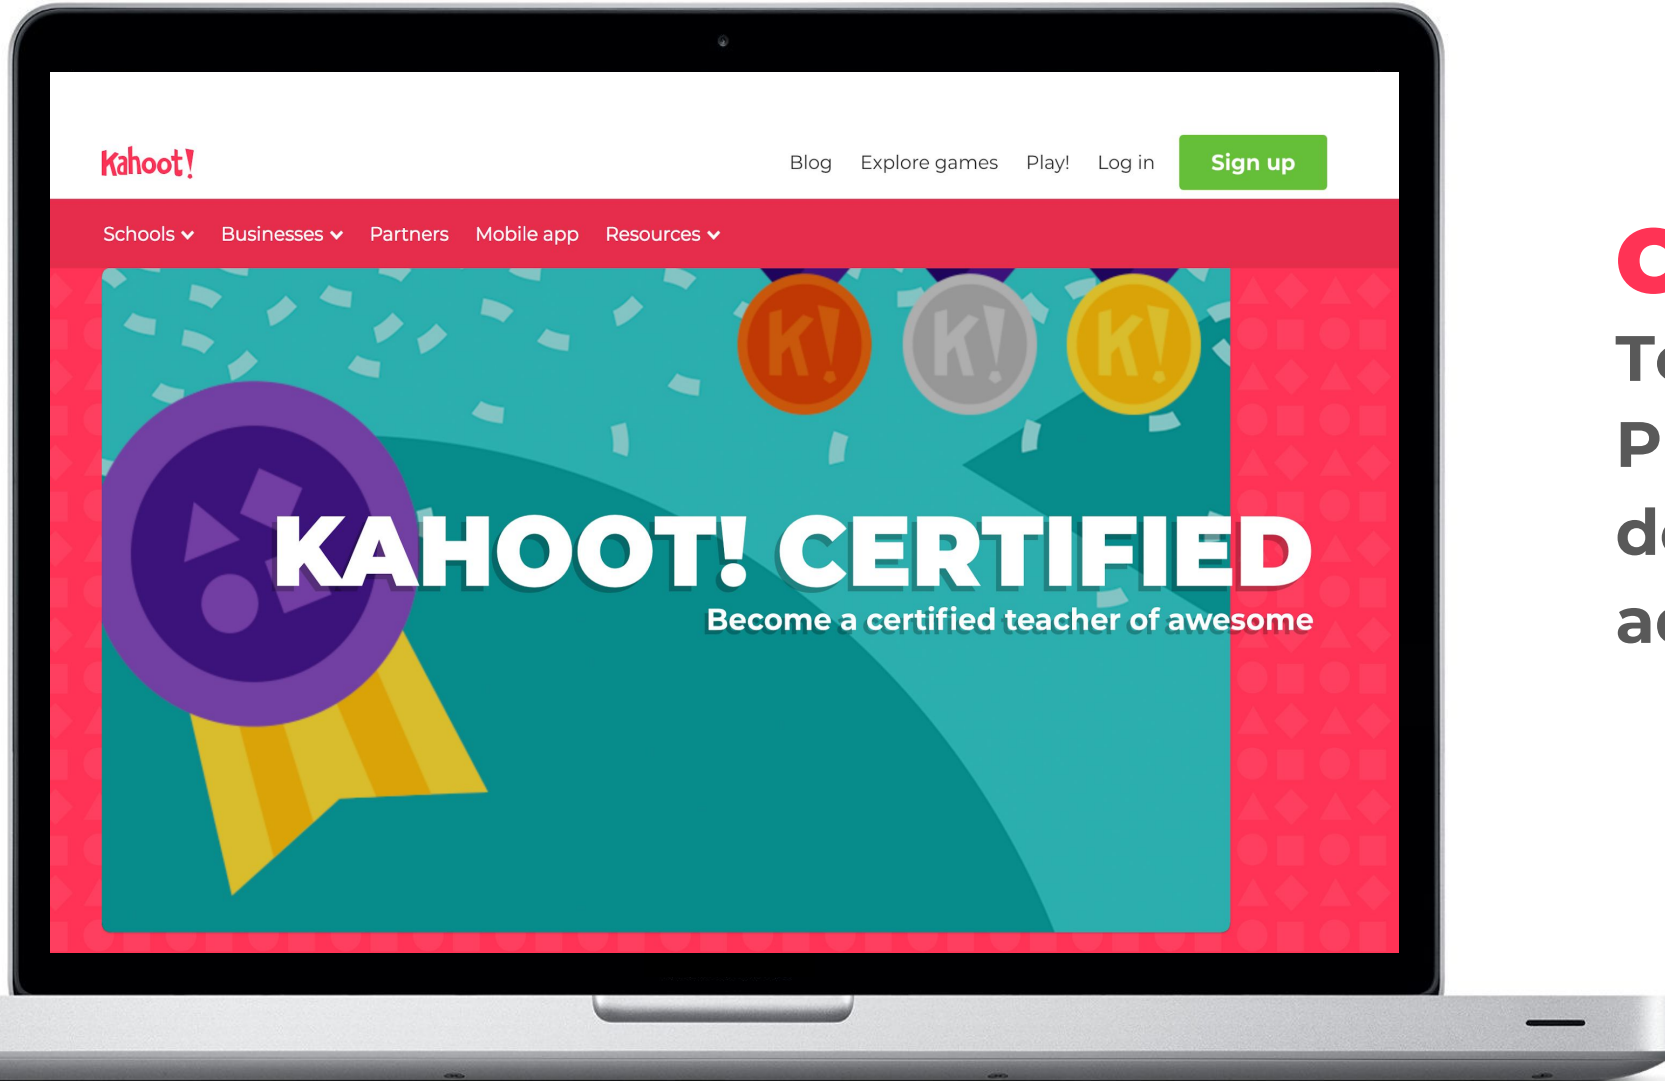 Kahoot!
Blog Explore games Play! Log in Sign up
Schools Businesses Partners Mobile app Resources
K! K! K!
KAHOOT! CERTIFIED
Become a certified teacher of awesome